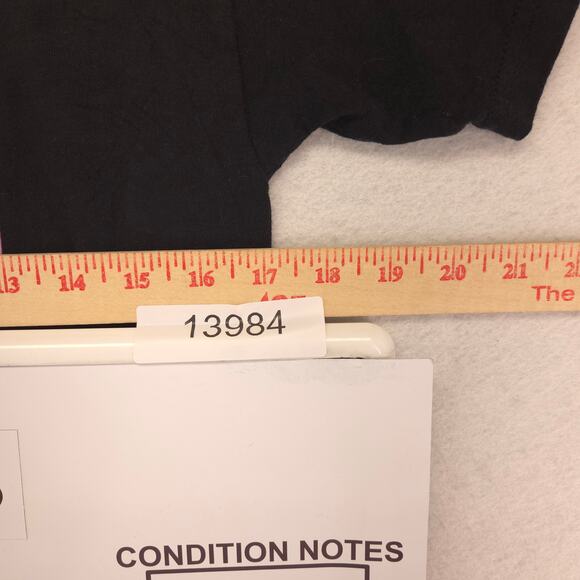 13 14 15 16 17 18 19 20 21
The
13984
CONDITION NOTES